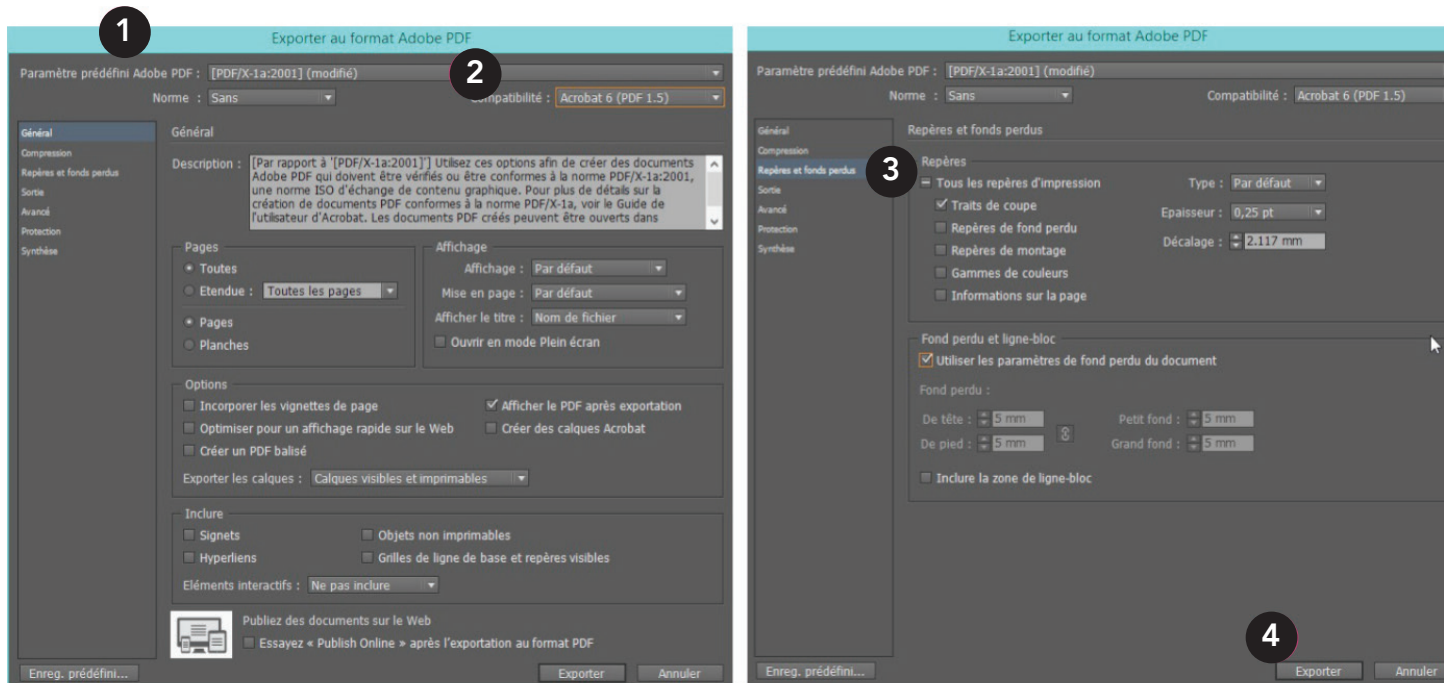 1
Exporter au format Adobe PDF
Paramètre prédéfini Adobe PDF : [PDF/X-1a:2001] (modifié)
2
Norme : Sans
Compatibilité : Acrobat 6 (PDF 1.5)
Général
Compression
Repères et fonds perdus
Sortie
Avancé
Protection
Synthèse
Général
Description : [Par rapport à '[PDF/X-1a:2001]'] Utilisez ces options afin de créer des documents
Adobe PDF qui doivent être vérifiés ou être conformes à la norme PDF/X-1a:2001,
une norme ISO d'échange de contenu graphique. Pour plus de détails sur la
création de documents PDF conformes à la norme PDF/X-1a, voir le Guide de
l'utilisateur d'Acrobat. Les documents PDF créés peuvent être ouverts dans
Pages
Toutes
Etendue : Toutes les pages
Pages
Planches
Affichage
Affichage : Par défaut
Mise en page : Par défaut
Afficher le titre : Nom de fichier
Ouvrir en mode Plein écran
Options
Incorporer les vignettes de page
Optimiser pour un affichage rapide sur le Web
Créer un PDF balisé
Afficher le PDF après exportation
Créer des calques Acrobat
Exporter les calques : Calques visibles et imprimables
Inclure
Signets
Hyperliens
Objets non imprimables
Grilles de ligne de base et repères visibles
Eléments interactifs : Ne pas inclure
Publiez des documents sur le Web
Essayez « Publish Online » après l'exportation au format PDF
Enreg. prédéfini...
Exporter
Annuler
Exporter au format Adobe PDF
Paramètre prédéfini Adobe PDF : [PDF/X-1a:2001] (modifié)
Norme : Sans
Compatibilité : Acrobat 6 (PDF 1.5)
Général
Compression
Repères et fonds perdus
Sortie
Avancé
Protection
Synthèse
3
Repères et fonds perdus
Repères
Tous les repères d'impression
Traits de coupe
Repères de fond perdu
Repères de montage
Gammes de couleurs
Informations sur la page
Type : Par défaut
Epaisseur : 0,25 pt
Décalage : 2.117 mm
Fond perdu et ligne-bloc
Utiliser les paramètres de fond perdu du document
Fond perdu :
De tête : 5 mm
De pied : 5 mm
Petit fond : 5 mm
Grand fond : 5 mm
Inclure la zone de ligne-bloc
4
Enreg. prédéfini...
Exporter
Annuler